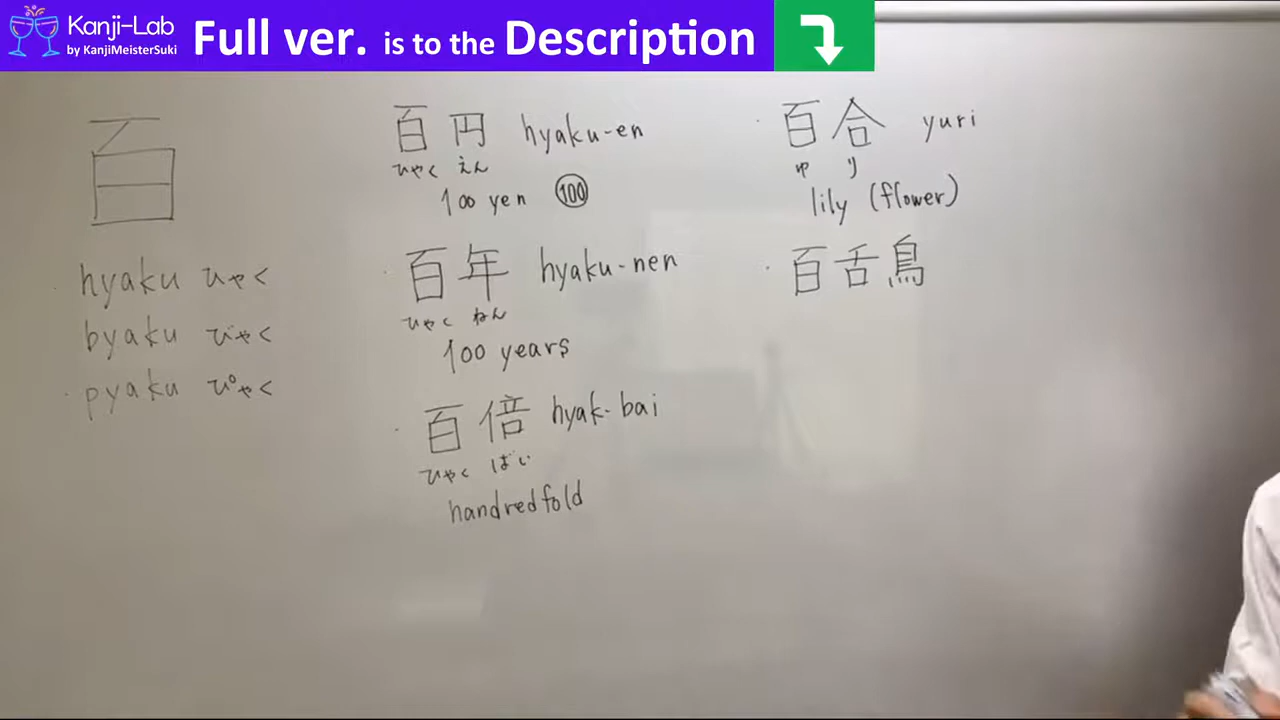 Kanji-Lab
by KanjiMeisterSuki
Full ver. is to the Description
百
hyaku ひゃく
byaku びゃく
pyaku ぴゃく
百円 hyaku-en
ひゃく えん
100 yen 100
百年 hyaku-nen
ひゃく ねん
100 years
百倍 hyak-bai
ひゃく ばい
handredfold
百合 yuri
ゆ り
lily (flower)
百舌鳥